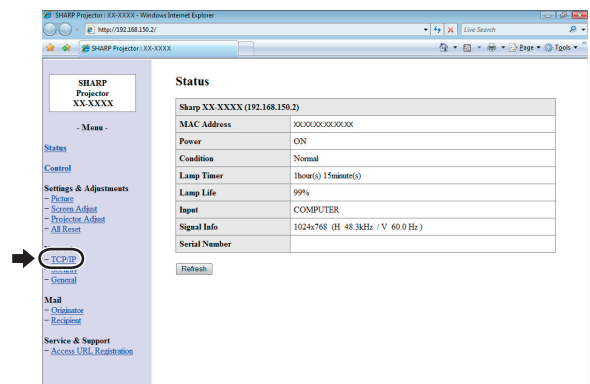 SHARP Projector : XX-XXXX - Windows Internet Explorer
http://192.168.150.2/
Live Search
SHARP Projector : XX-XXXX
Page
Tools
SHARP
Projector
XX-XXXX
- Menu -
Status
Control
Settings & Adjustments
– Picture
– Screen Adjust
– Projector Adjust
– All Reset
– TCP/IP
– Security
– General
Mail
– Originator
– Recipient
Service & Support
– Access URL Registration
Status
Sharp XX-XXXX (192.168.150.2)
MAC Address XX:XX:XX:XX:XX:XX
Power ON
Condition Normal
Lamp Timer 1hour(s) 15minute(s)
Lamp Life 99%
Input COMPUTER
Signal Info 1024x768 (H 48.3kHz / V 60.0 Hz )
Serial Number
Refresh